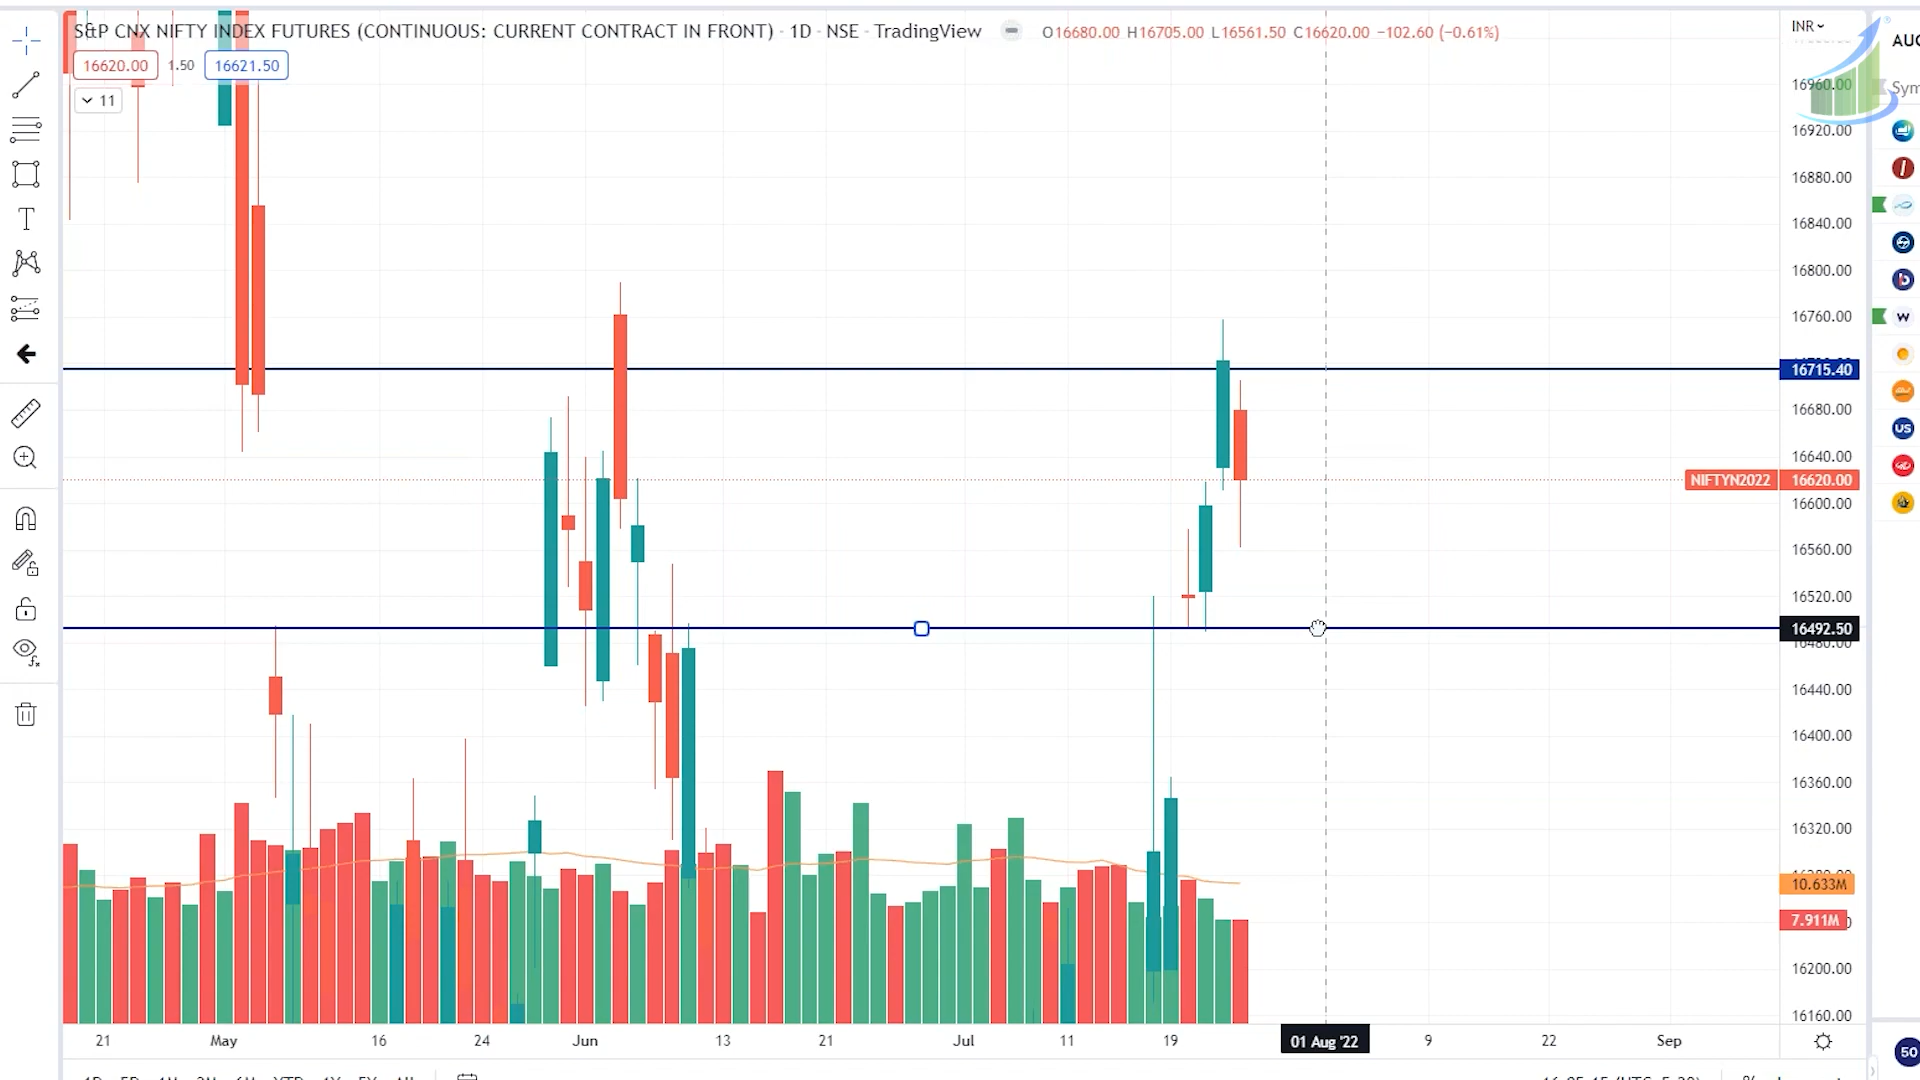 S&P CNX NIFTY INDEX FUTURES (CONTINUOUS: CURRENT CONTRACT IN FRONT) · 1D · NSE · TradingView
O16680.00 H16705.00 L16561.50 C16620.00 −102.60 (−0.61%)
16620.00 1.50 16621.50
11
INR
16960.00
16920.00
16880.00
16840.00
16800.00
16760.00
16715.40
16680.00
16640.00
NIFTYN2022 16620.00
16600.00
16560.00
16520.00
16492.50
16480.00
16440.00
16400.00
16360.00
16320.00
10.633M
7.911M
16200.00
16160.00
21 May 16 24 Jun 13 21 Jul 11 19 01 Aug '22 9 22 Sep
T
W
US
50